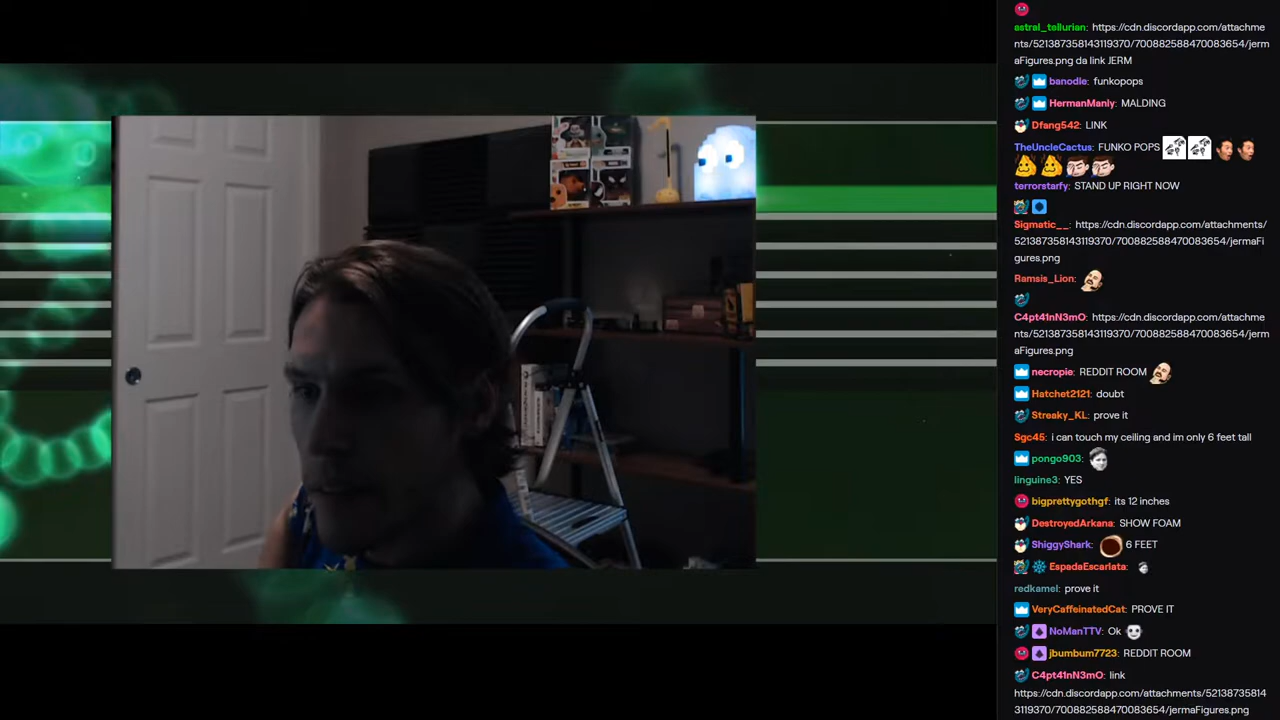 astral_tellurian: https://cdn.discordapp.com/attachme
nts/521387358143119370/700882588470083654/jerm
aFigures.png da link JERM
banodie: funkopops
HermanManly: MALDING
Dfang542: LINK
TheUncleCactus: FUNKO POPS
terrorstarfy: STAND UP RIGHT NOW
Sigmatic__: https://cdn.discordapp.com/attachments/
521387358143119370/700882588470083654/jermaFi
gures.png
Ramsis_Lion:
C4pt41nN3mO: https://cdn.discordapp.com/attachme
nts/521387358143119370/700882588470083654/jerm
aFigures.png
necropie: REDDIT ROOM
Hatchet2121: doubt
Streaky_KL: prove it
Sgc45: i can touch my ceiling and im only 6 feet tall
pongo903:
linguine3: YES
bigprettygothgf: its 12 inches
DestroyedArkana: SHOW FOAM
ShiggyShark: 6 FEET
EspadaEscarlata:
redkamel: prove it
VeryCaffeinatedCat: PROVE IT
NoManTTV: Ok
jbumbum7723: REDDIT ROOM
C4pt41nN3mO: link
https://cdn.discordapp.com/attachments/52138735814
3119370/700882588470083654/jermaFigures.png